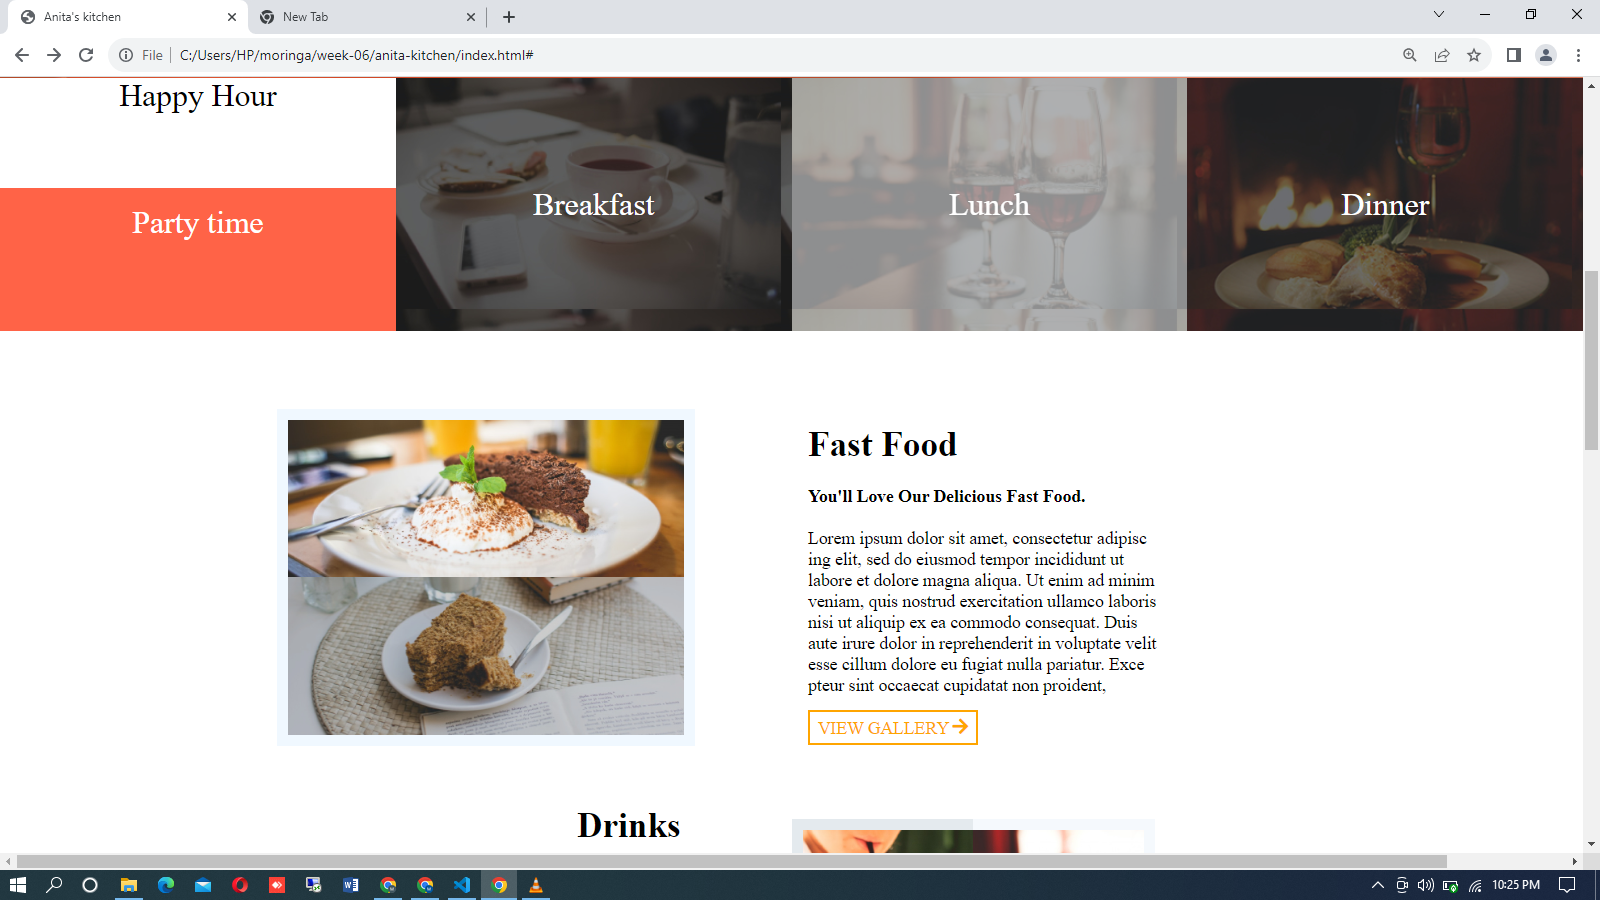 Anita's kitchen
New Tab
File
C:/Users/HP/moringa/week-06/anita-kitchen/index.html#
Happy Hour
Party time
Breakfast
Lunch
Dinner
Fast Food
You'll Love Our Delicious Fast Food.
Lorem ipsum dolor sit amet, consectetur adipisc
ing elit, sed do eiusmod tempor incididunt ut
labore et dolore magna aliqua. Ut enim ad minim
veniam, quis nostrud exercitation ullamco laboris
nisi ut aliquip ex ea commodo consequat. Duis
aute irure dolor in reprehenderit in voluptate velit
esse cillum dolore eu fugiat nulla pariatur. Exce
pteur sint occaecat cupidatat non proident,
VIEW GALLERY
Drinks
10:25 PM